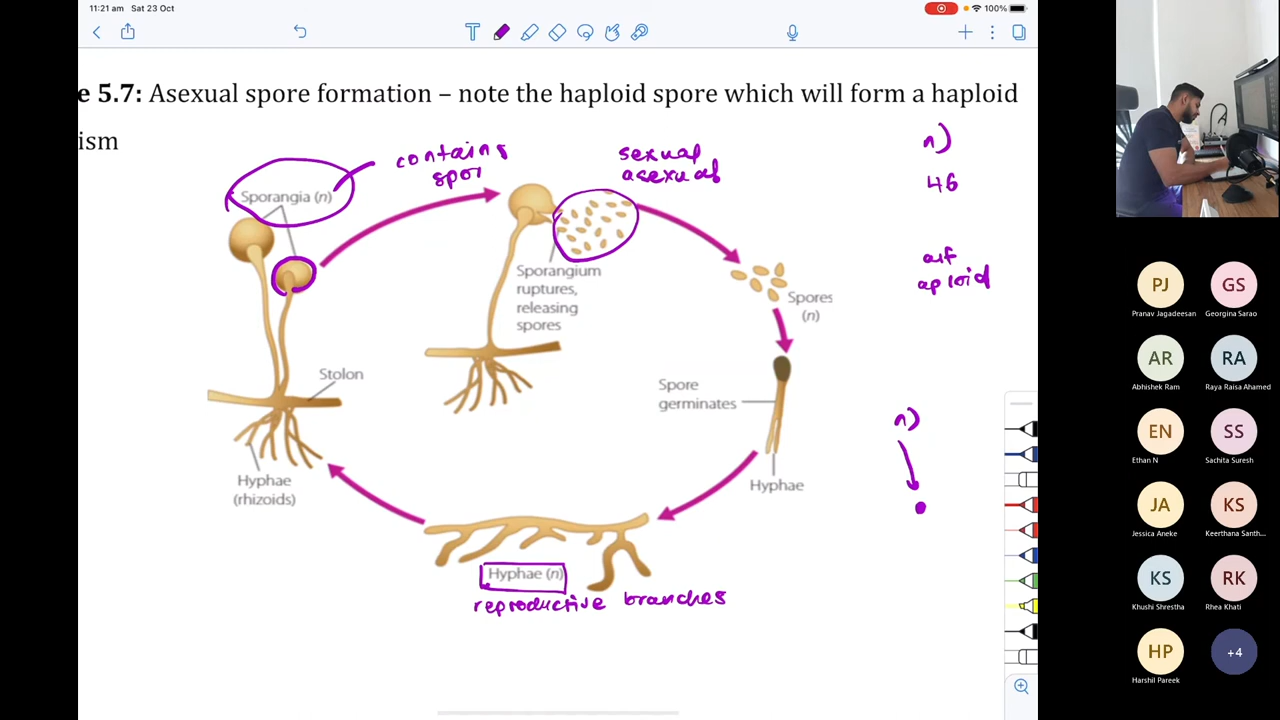 11:21 am Sat 23 Oct
100%
e 5.7: Asexual spore formation – note the haploid spore which will form a haploid
ism
contains
spor
sexual
asexual
n)
46
Sporangia (n)
aploid
Sporangium
ruptures,
releasing
spores
Spores
(n)
Stolon
Spore
germinates
n)
Hyphae
(rhizoids)
Hyphae
Hyphae (n)
reproductive branches
PJ
GS
Pranav Jagadeesan
Georgina Sarao
AR
RA
Abhishek Ram
Raya Raisa Ahamed
EN
SS
Ethan N
Sachita Suresh
JA
KS
Jessica Aneke
Keerthana Santh...
KS
RK
Khushi Shrestha
Rhea Khati
HP
+4
Harshil Pareek